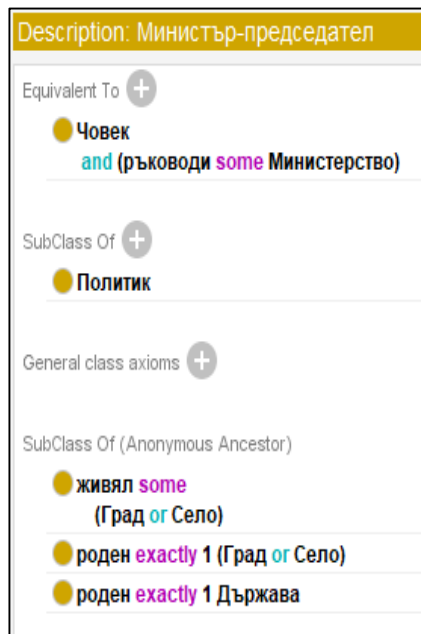 Description: Министър-председател
Equivalent To
Човек
and (ръководи some Министерство)
SubClass Of
Политик
General class axioms
SubClass Of (Anonymous Ancestor)
живял some
(Град or Село)
роден exactly 1 (Град or Село)
роден exactly 1 Държава